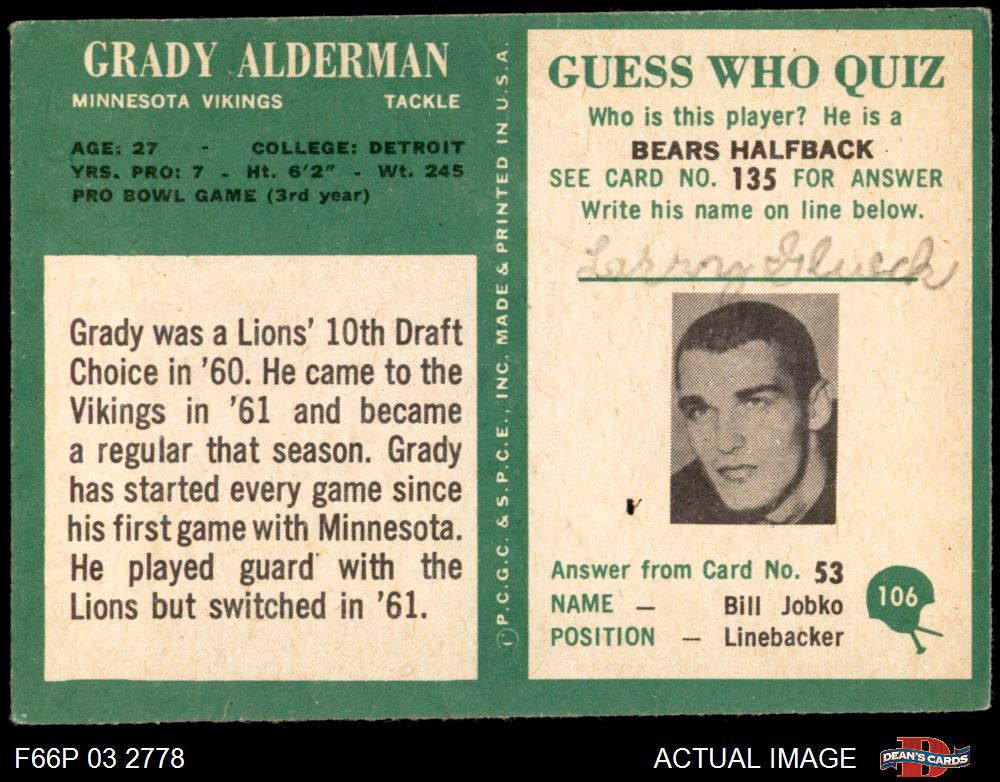 GRADY ALDERMAN
MINNESOTA VIKINGS TACKLE
AGE: 27 - COLLEGE: DETROIT
YRS. PRO: 7 - Ht. 6'2" - Wt. 245
PRO BOWL GAME (3rd year)
Grady was a Lions' 10th Draft
Choice in '60. He came to the
Vikings in '61 and became
a regular that season. Grady
has started every game since
his first game with Minnesota.
He played guard with the
Lions but switched in '61.
Ⓒ P.C.G.C. & S.P.C.E., INC. MADE & PRINTED IN U.S.A.
GUESS WHO QUIZ
Who is this player? He is a
BEARS HALFBACK
SEE CARD NO. 135 FOR ANSWER
Write his name on line below.
Larry Glueck
Answer from Card No. 53
NAME — Bill Jobko
POSITION — Linebacker
106
F66P 03 2778
ACTUAL IMAGE
D
DEAN'S CARDS